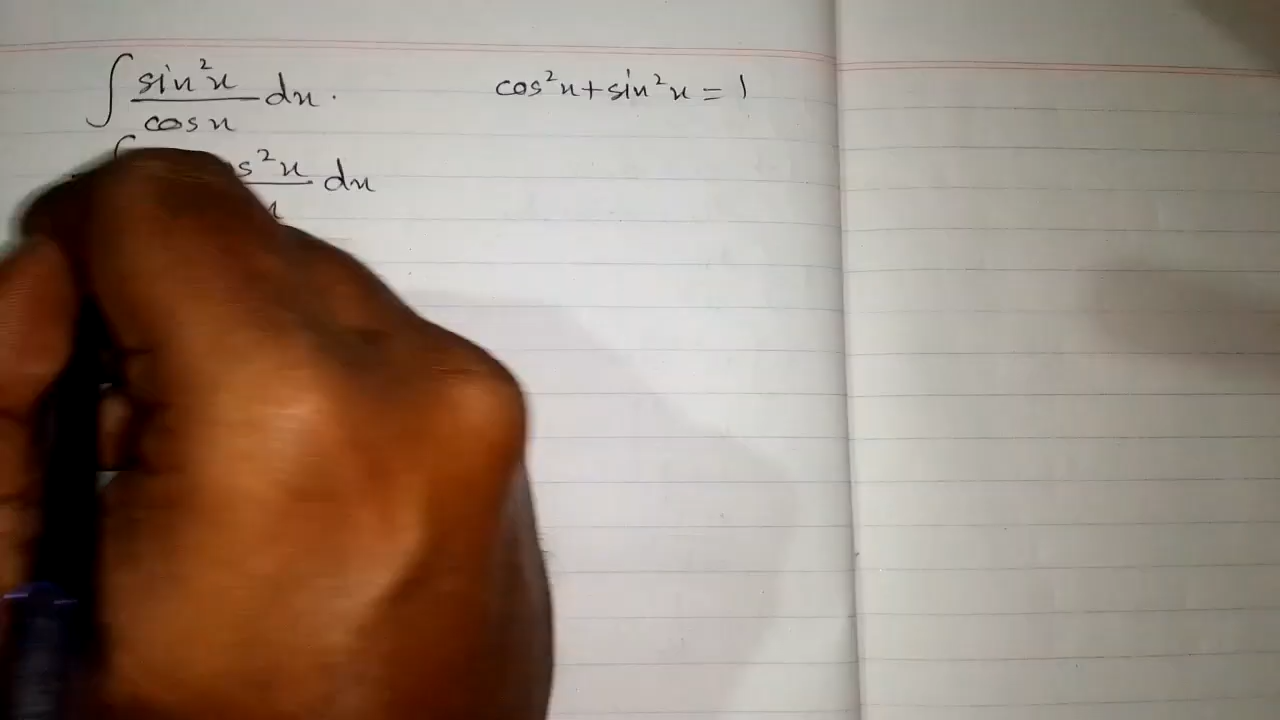 ∫ sin²x / cos x dx.
cos²x + sin²x = 1
s²x dx